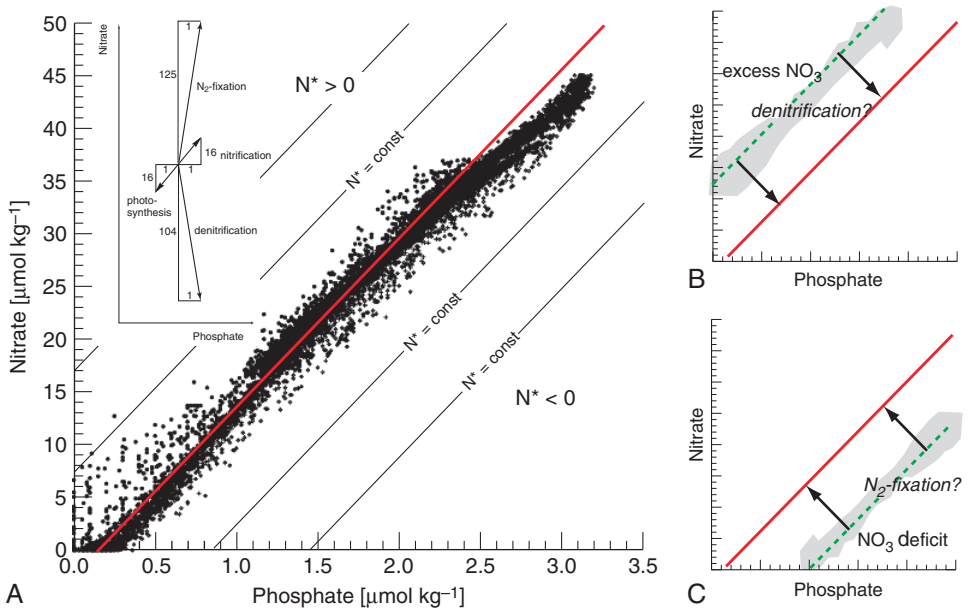 50
45
40
35
30
25
20
15
10
5
0
0.0
0.5
1.0
1.5
2.0
2.5
3.0
3.5
Nitrate [μmol kg–1]
Phosphate [μmol kg–1]
A
N* > 0
N* < 0
N* = const
N* = const
N* = const
Nitrate
Phosphate
1
125
N2-fixation
16
nitrification
1
1
16
photo-
synthesis
104
denitrification
1
excess NO3
denitrification?
Nitrate
Phosphate
B
N2-fixation?
NO3 deficit
Nitrate
Phosphate
C